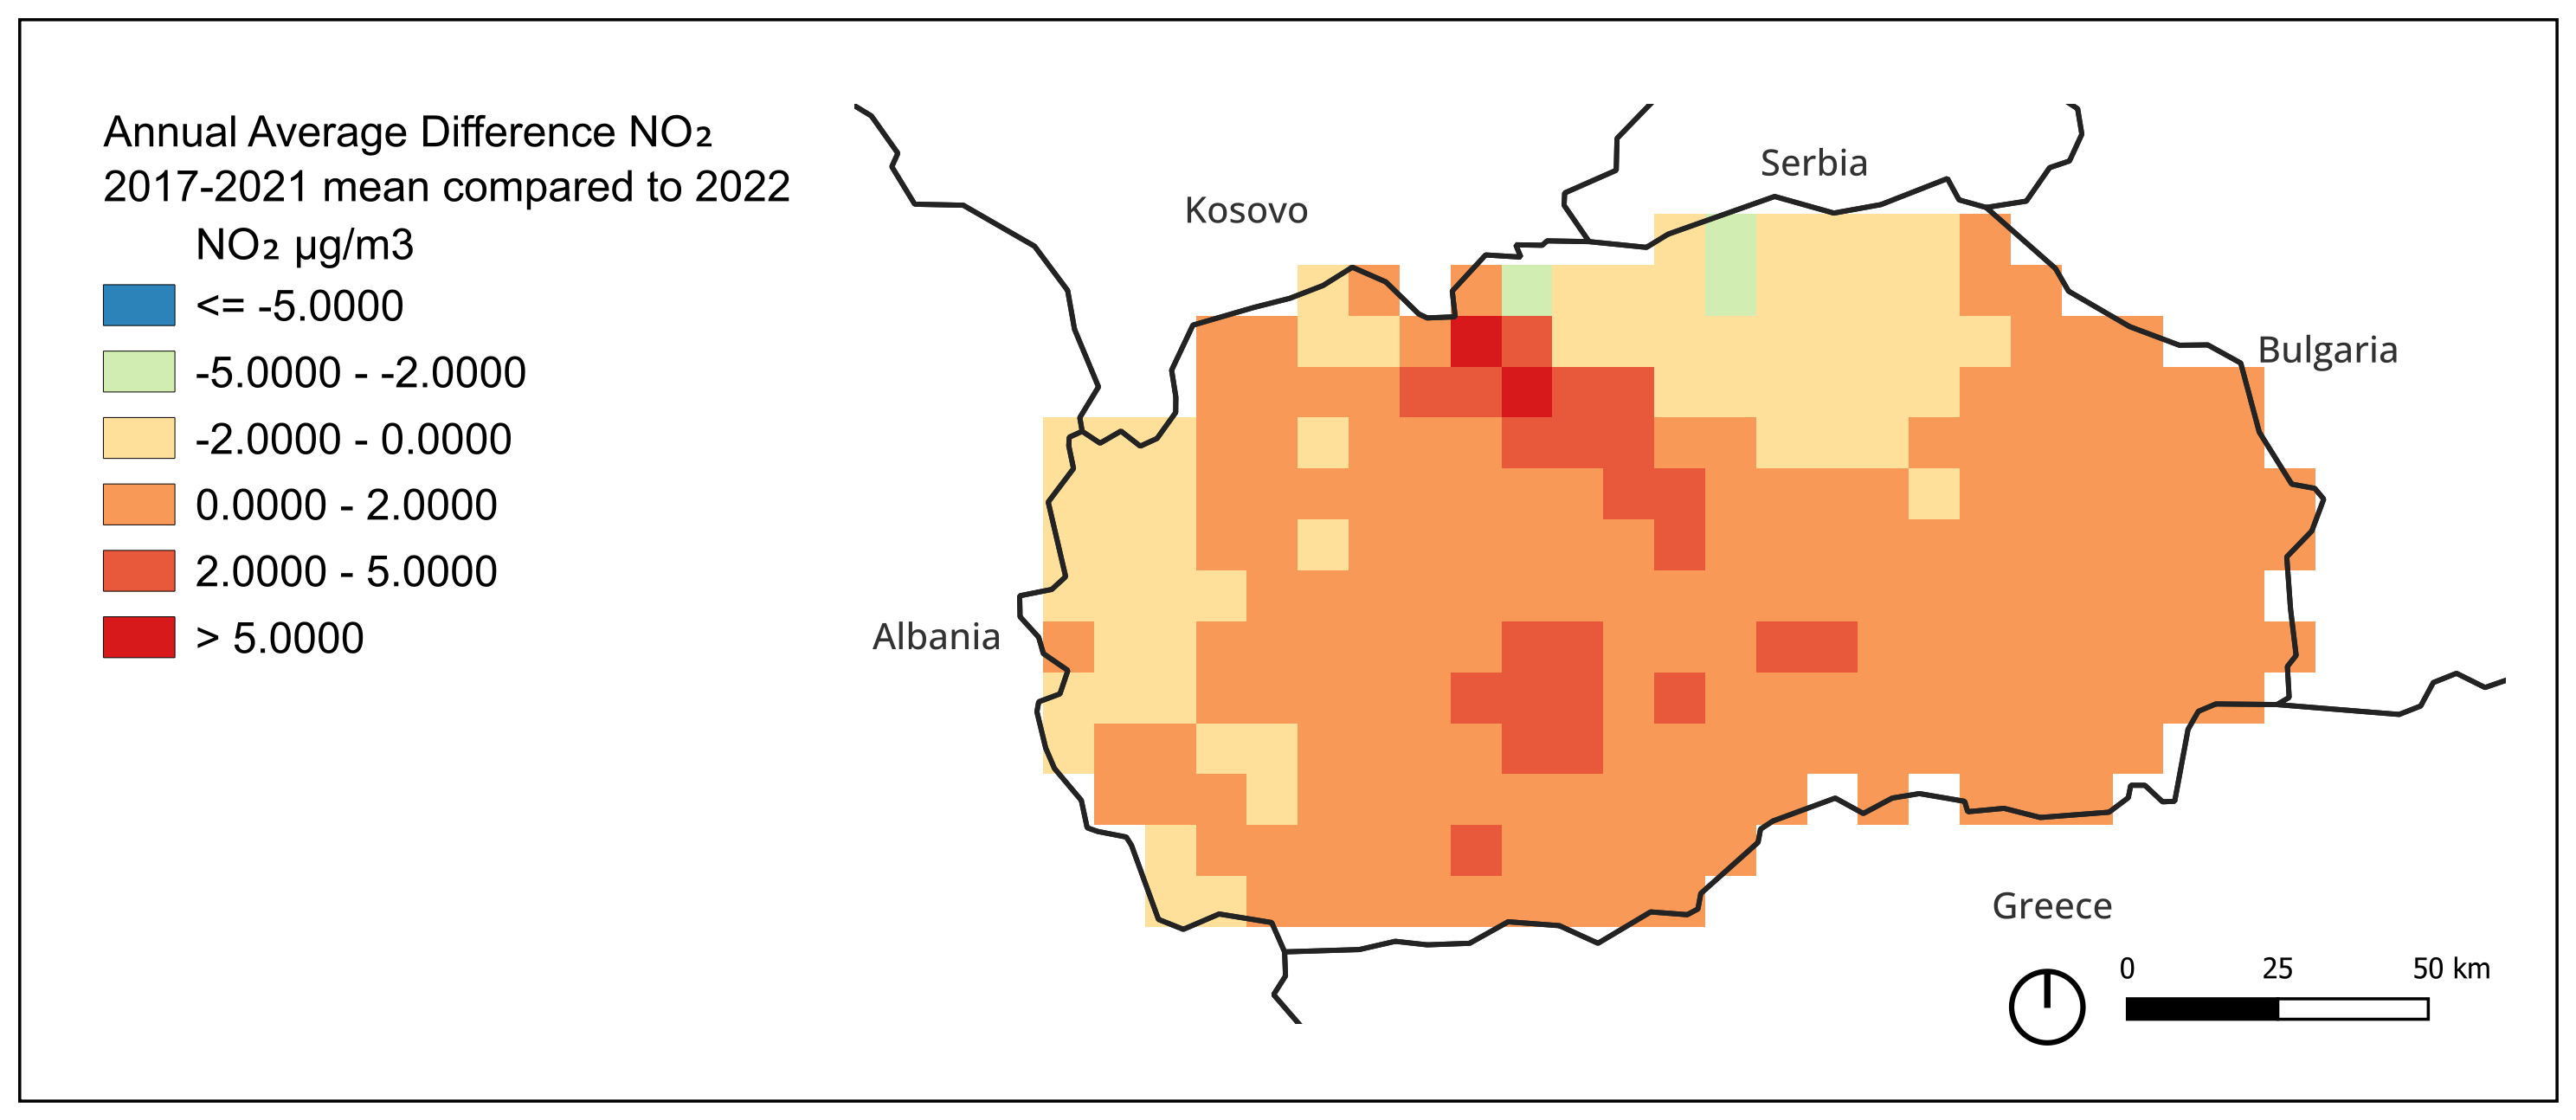 Annual Average Difference NO₂
2017-2021 mean compared to 2022
NO₂ µg/m3
<= -5.0000
-5.0000 - -2.0000
-2.0000 - 0.0000
0.0000 - 2.0000
2.0000 - 5.0000
> 5.0000
Serbia
Kosovo
Bulgaria
Albania
Greece
0 25 50 km